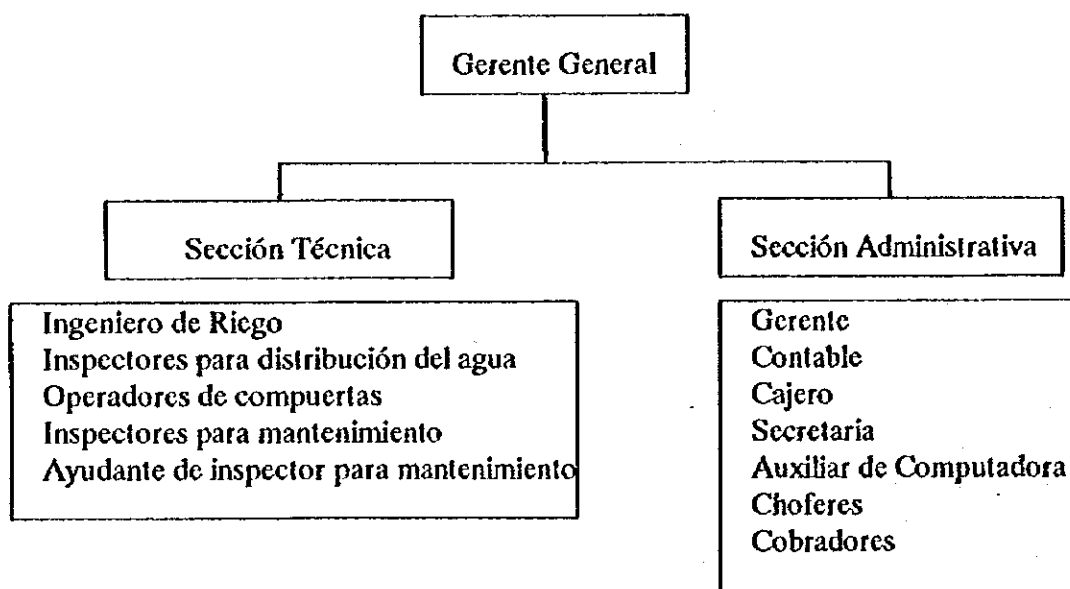 Gerente General
Sección Técnica
Sección Administrativa
Ingeniero de Riego
Inspectores para distribución del agua
Operadores de compuertas
Inspectores para mantenimiento
Ayudante de inspector para mantenimiento
Gerente
Contable
Cajero
Secretaria
Auxiliar de Computadora
Choferes
Cobradores